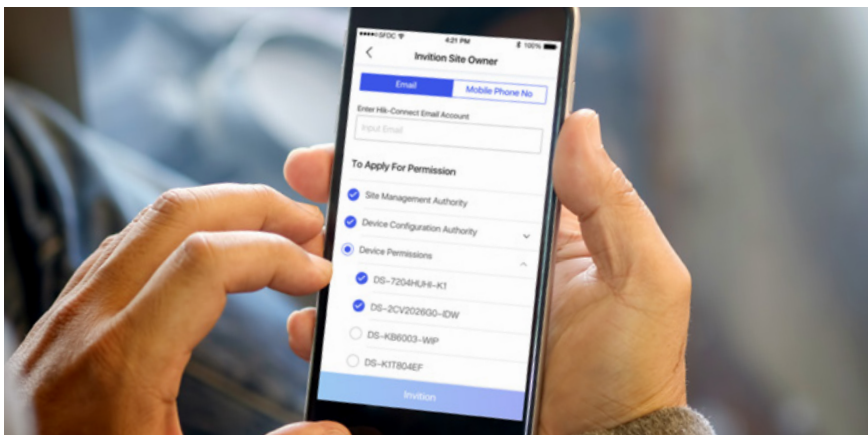 SFDC 4:21 PM 100%
Invition Site Owner
Email Mobile Phone No
Enter Hik-Connect Email Account
Input Email
To Apply For Permission
Site Management Authority
Device Configuration Authority
Device Permissions
DS-7204HUHI-K1
DS-2CV2026G0-IDW
DS-KB6003-WIP
DS-K1T804EF
Invition